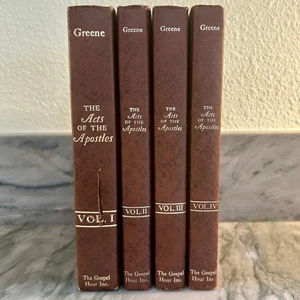 Greene
THE
Acts
OF THE
Apostles
VOL. I
The Gospel
Hour Inc.
Greene
THE
Acts
OF THE
Apostles
VOL. II
The Gospel
Hour Inc.
Greene
THE
Acts
OF THE
Apostles
VOL. III
The Gospel
Hour Inc.
Greene
THE
Acts
OF THE
Apostles
VOL. IV
The Gospel
Hour Inc.